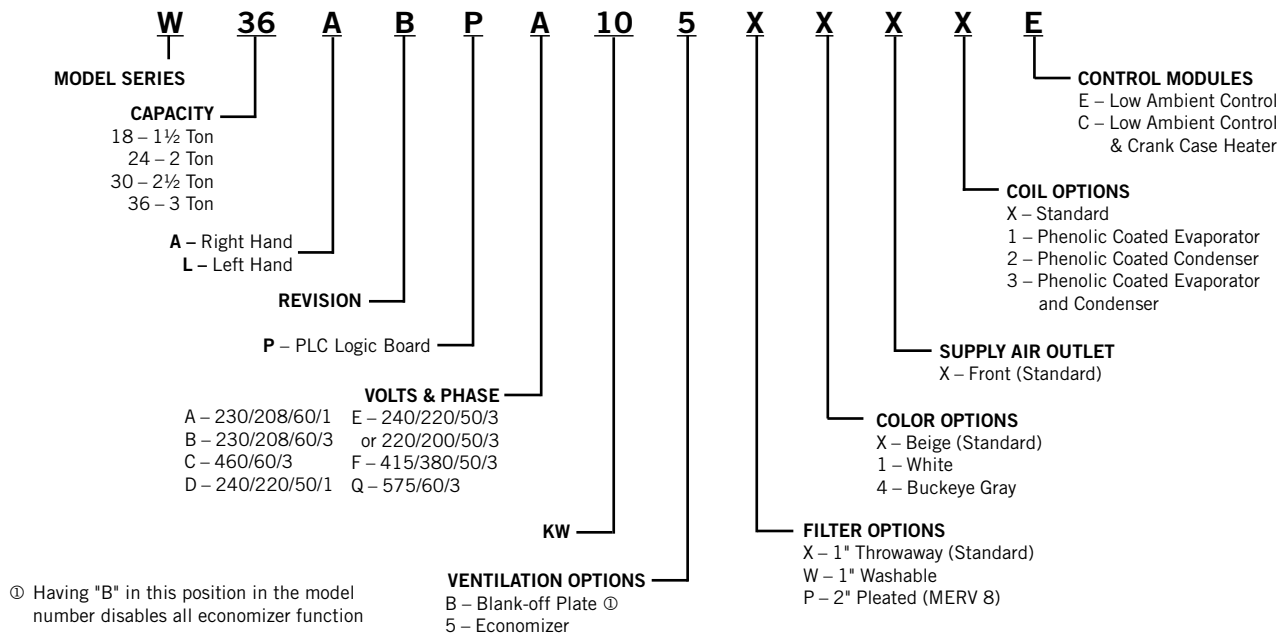 W 36 A B P A 10 5 X X X X E
MODEL SERIES
CAPACITY
18 – 1½ Ton
24 – 2 Ton
30 – 2½ Ton
36 – 3 Ton
A – Right Hand
L – Left Hand
REVISION
P – PLC Logic Board
VOLTS & PHASE
A – 230/208/60/1
B – 230/208/60/3
C – 460/60/3
D – 240/220/50/1
E – 240/220/50/3
or 220/200/50/3
F – 415/380/50/3
Q – 575/60/3
KW
VENTILATION OPTIONS
B – Blank-off Plate ①
5 – Economizer
① Having "B" in this position in the model
number disables all economizer function
FILTER OPTIONS
X – 1" Throwaway (Standard)
W – 1" Washable
P – 2" Pleated (MERV 8)
COLOR OPTIONS
X – Beige (Standard)
1 – White
4 – Buckeye Gray
SUPPLY AIR OUTLET
X – Front (Standard)
COIL OPTIONS
X – Standard
1 – Phenolic Coated Evaporator
2 – Phenolic Coated Condenser
3 – Phenolic Coated Evaporator
and Condenser
CONTROL MODULES
E – Low Ambient Control
C – Low Ambient Control
& Crank Case Heater